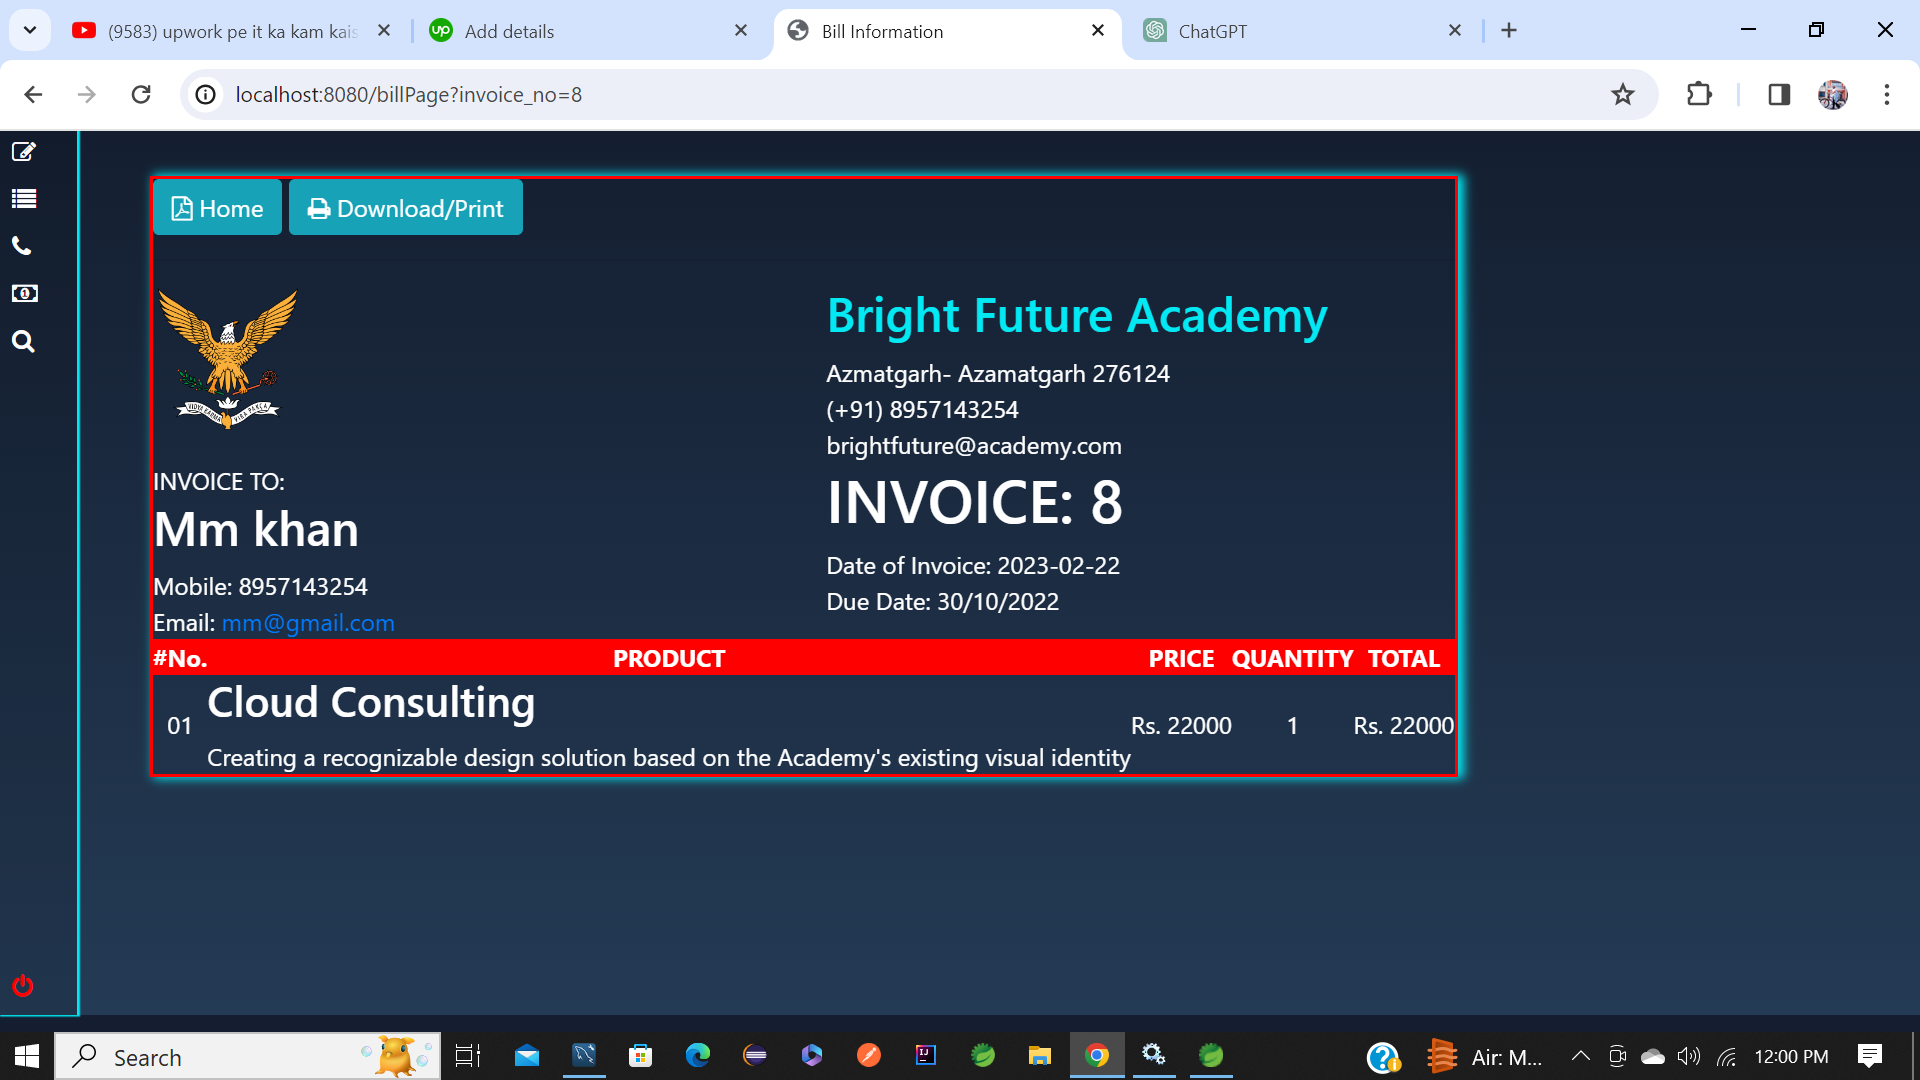 (9583) upwork pe it ka kam kais
Add details
Bill Information
ChatGPT
localhost:8080/billPage?invoice_no=8
Home
Download/Print
Bright Future Academy
Azmatgarh- Azamatgarh 276124
(+91) 8957143254
brightfuture@academy.com
INVOICE TO:
INVOICE: 8
Mm khan
Date of Invoice: 2023-02-22
Mobile: 8957143254
Due Date: 30/10/2022
Email: mm@gmail.com
#No. PRODUCT PRICE QUANTITY TOTAL
01 Cloud Consulting Rs. 22000 1 Rs. 22000
Creating a recognizable design solution based on the Academy's existing visual identity
Search
Air: M...
12:00 PM